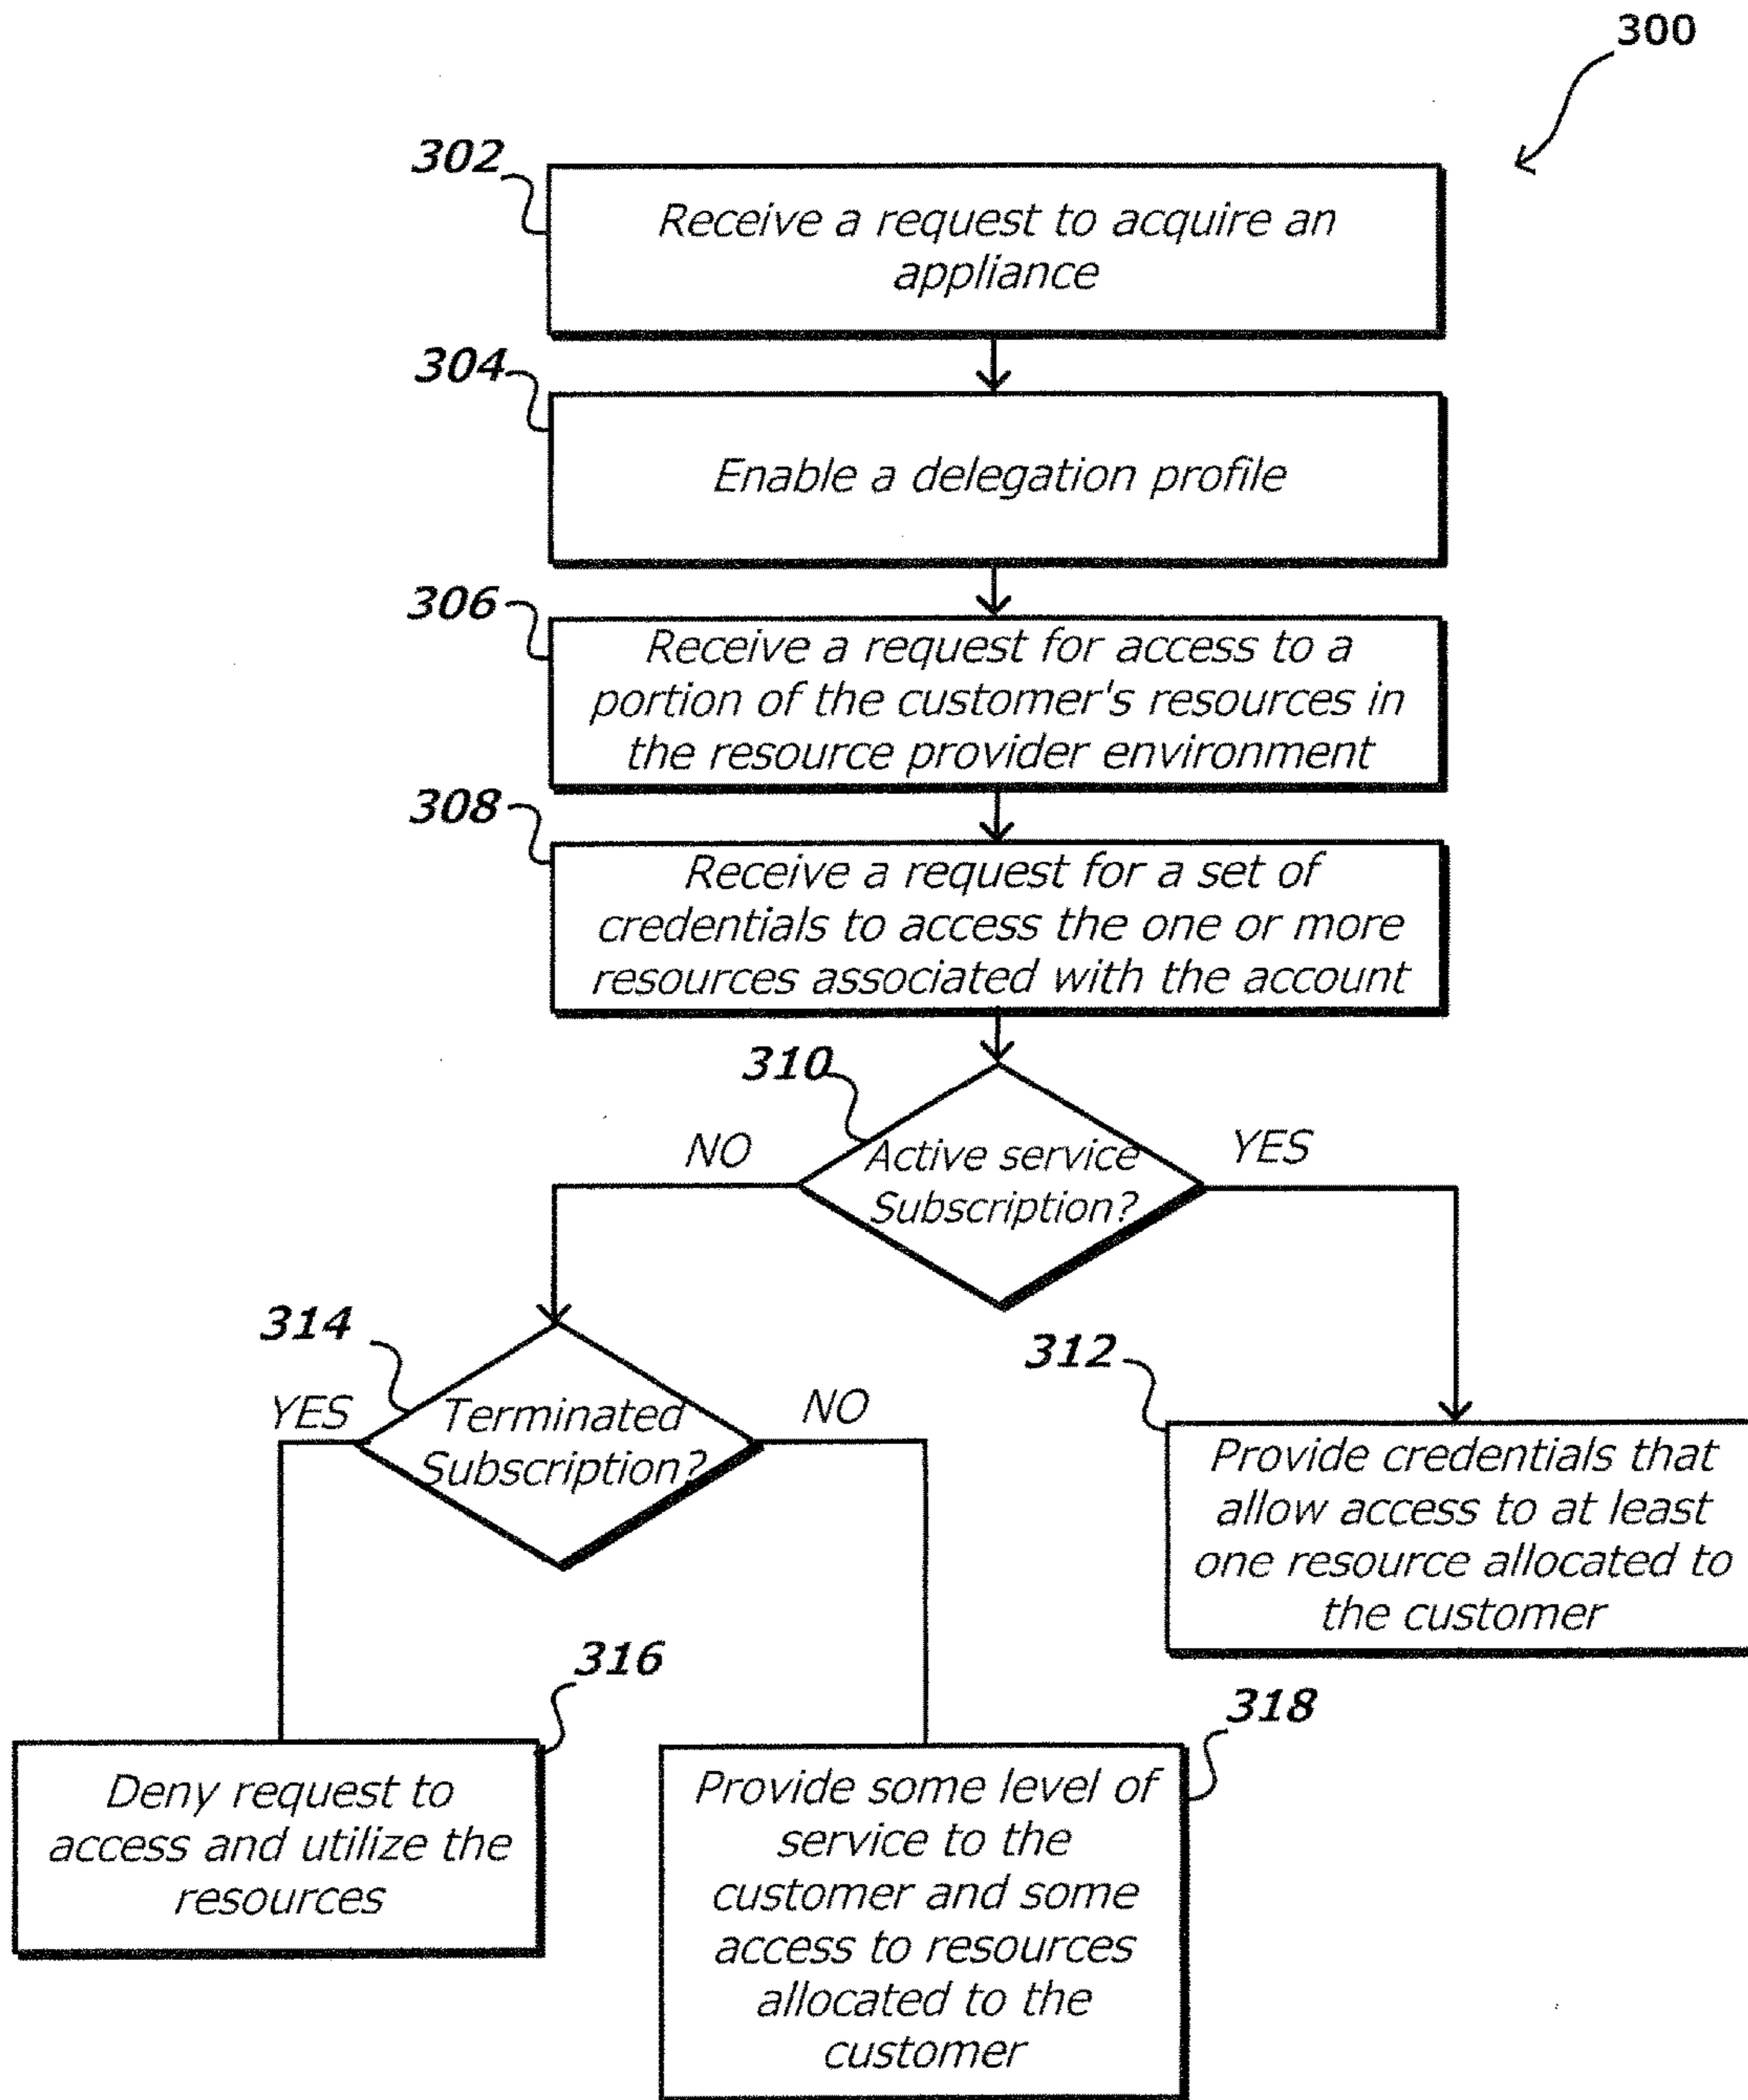 300
302
Receive a request to acquire an
appliance
304
Enable a delegation profile
306
Receive a request for access to a
portion of the customer's resources in
the resource provider environment
308
Receive a request for a set of
credentials to access the one or more
resources associated with the account
310
NO
Active service
Subscription?
YES
314
YES
Terminated
Subscription?
NO
312
Provide credentials that
allow access to at least
one resource allocated to
the customer
316
Deny request to
access and utilize the
resources
318
Provide some level of
service to the
customer and some
access to resources
allocated to the
customer